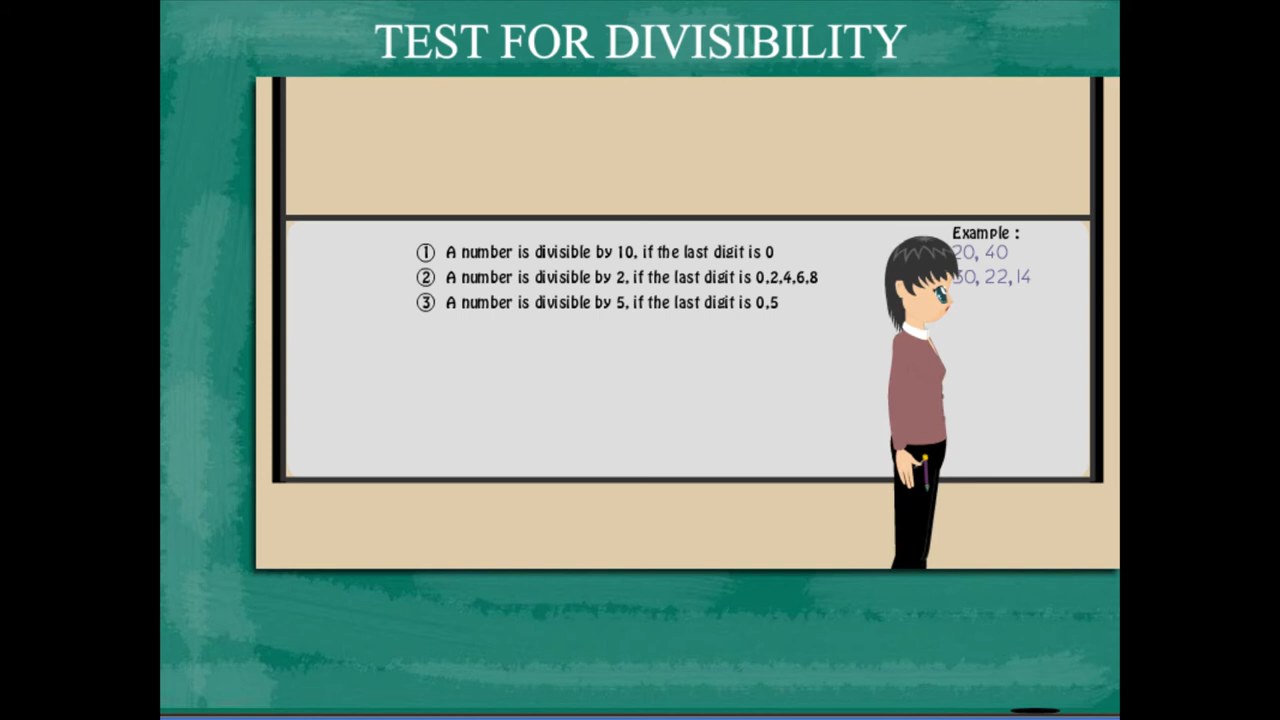 TEST FOR DIVISIBILITY
Example :
① A number is divisible by 10, if the last digit is 0
20, 40
② A number is divisible by 2, if the last digit is 0,2,4,6,8
22, 14
③ A number is divisible by 5, if the last digit is 0,5